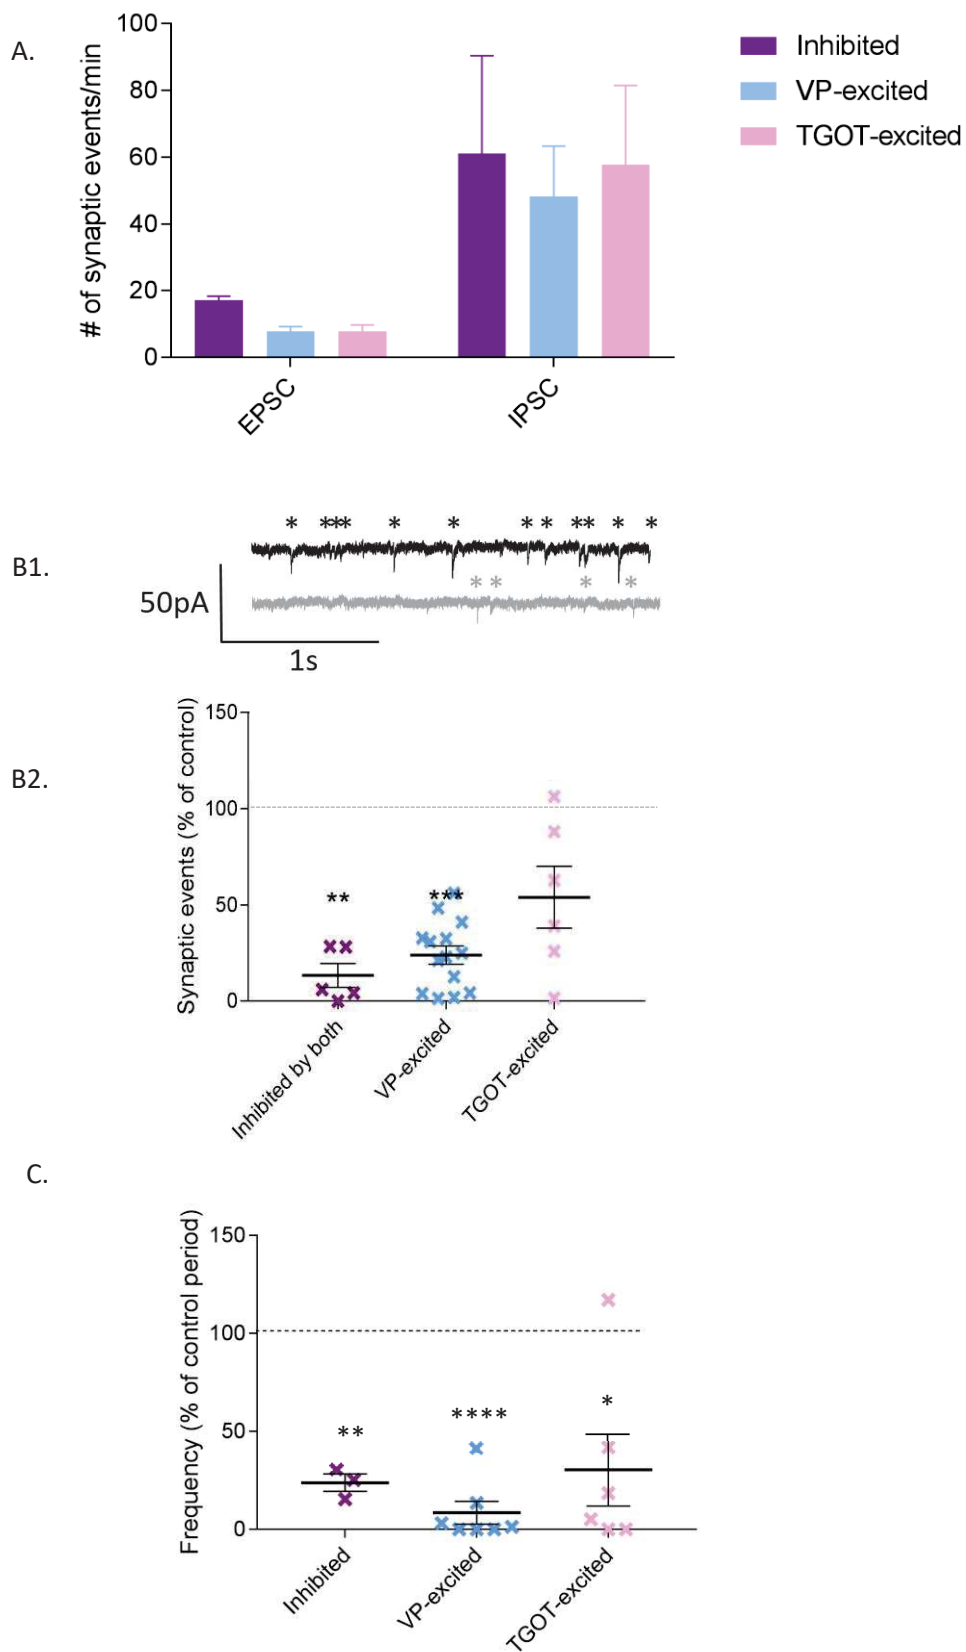 A.
# of synaptic events/min
100
80
60
40
20
0
EPSC
IPSC
Inhibited
VP-excited
TGOT-excited
B1.
* *** * * * * ** * *
* * * *
50pA
1s
B2.
Synaptic events (% of control)
150
100
50
0
**
***
Inhibited by both
VP-excited
TGOT-excited
C.
Frequency (% of control period)
150
100
50
0
**
****
*
Inhibited
VP-excited
TGOT-excited